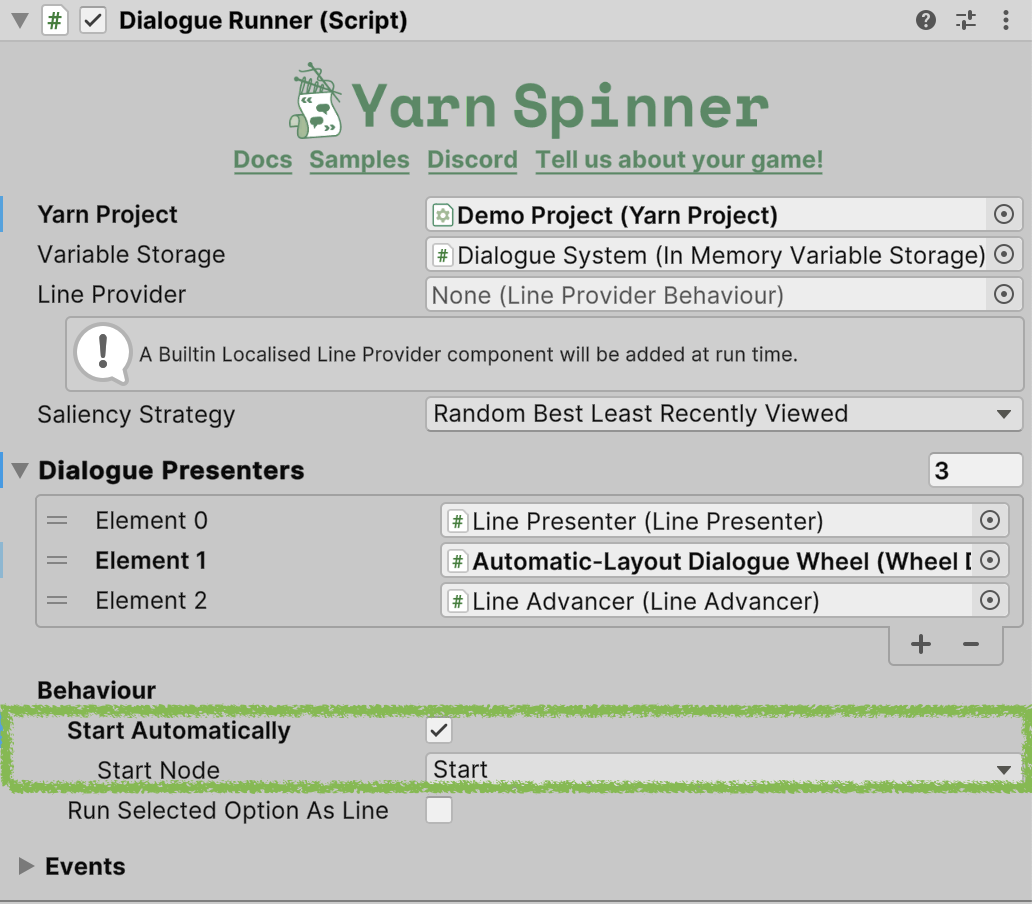 Dialogue Runner (Script)
Yarn Spinner
Docs Samples Discord Tell us about your game!
Yarn Project Demo Project (Yarn Project)
Variable Storage Dialogue System (In Memory Variable Storage)
Line Provider None (Line Provider Behaviour)
A Builtin Localised Line Provider component will be added at run time.
Saliency Strategy Random Best Least Recently Viewed
Dialogue Presenters 3
Element 0 Line Presenter (Line Presenter)
Element 1 Automatic-Layout Dialogue Wheel (Wheel
Element 2 Line Advancer (Line Advancer)
Behaviour
Start Automatically
Start Node Start
Run Selected Option As Line
Events